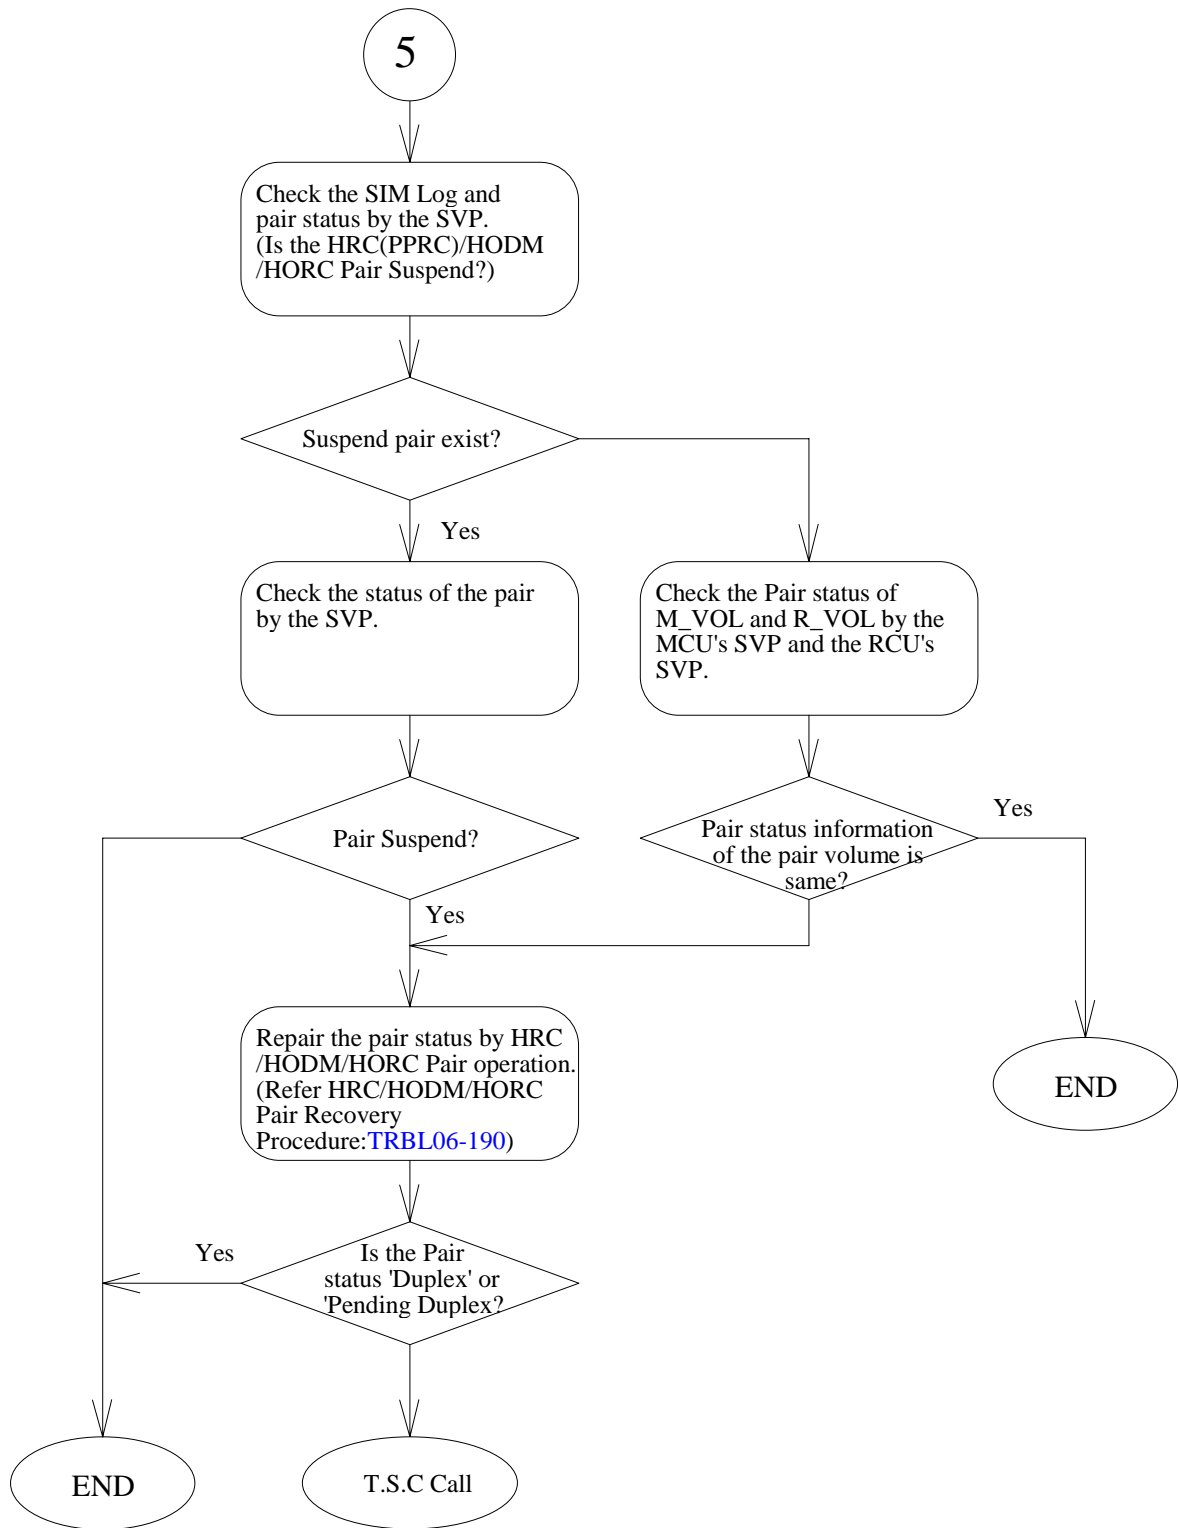 5
Check the SIM Log and
pair status by the SVP.
(Is the HRC(PPRC)/HODM
/HORC Pair Suspend?)
Suspend pair exist?
Yes
Check the status of the pair
by the SVP.
Check the Pair status of
M_VOL and R_VOL by the
MCU's SVP and the RCU's
SVP.
Pair Suspend?
Pair status information
of the pair volume is
same?
Yes
Yes
Repair the pair status by HRC
/HODM/HORC Pair operation.
(Refer HRC/HODM/HORC
Pair Recovery
Procedure:TRBL06-190)
END
Yes
Is the Pair
status 'Duplex' or
'Pending Duplex?
END
T.S.C Call